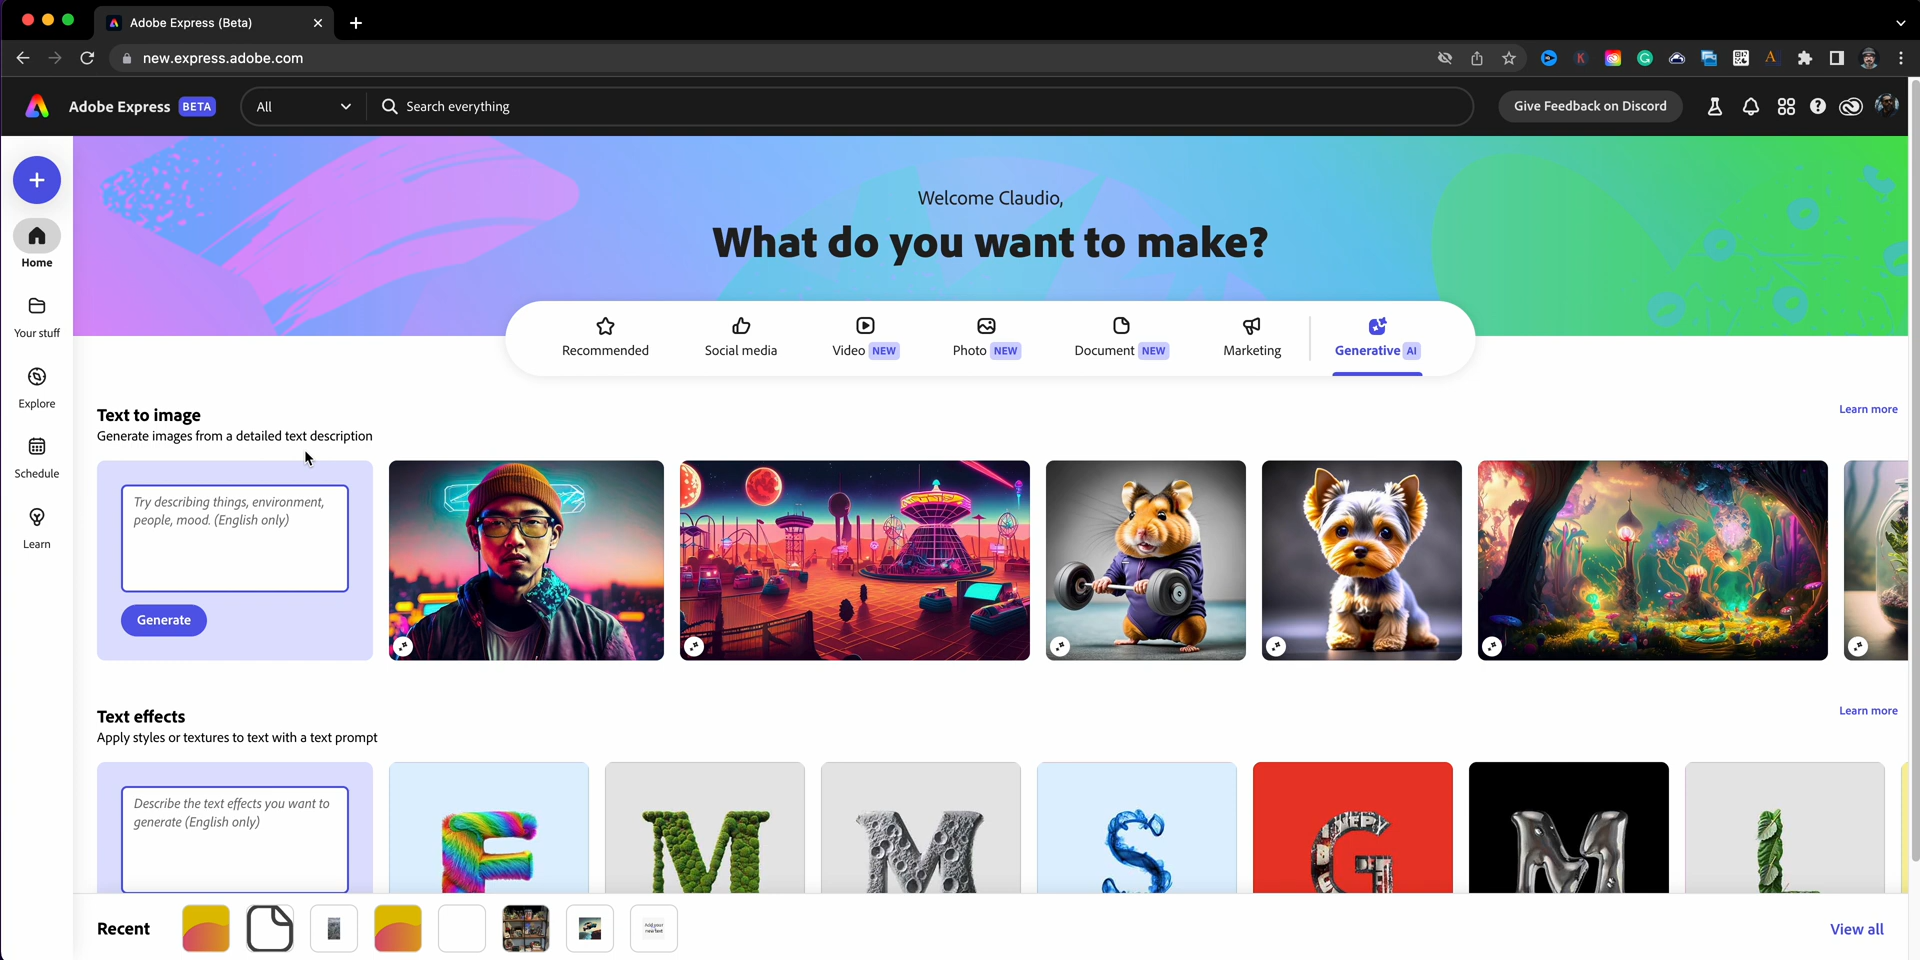 Adobe Express (Beta)
new.express.adobe.com
Adobe Express BETA
All
Search everything
Give Feedback on Discord
Welcome Claudio,
What do you want to make?
Recommended
Social media
Video NEW
Photo NEW
Document NEW
Marketing
Generative AI
Home
Your stuff
Explore
Schedule
Learn
Text to image
Learn more
Generate images from a detailed text description
Try describing things, environment,
people, mood. (English only)
Generate
Text effects
Learn more
Apply styles or textures to text with a text prompt
Describe the text effects you want to
generate (English only)
F
M
M
S
G
M
L
Recent
Add your
new text
View all